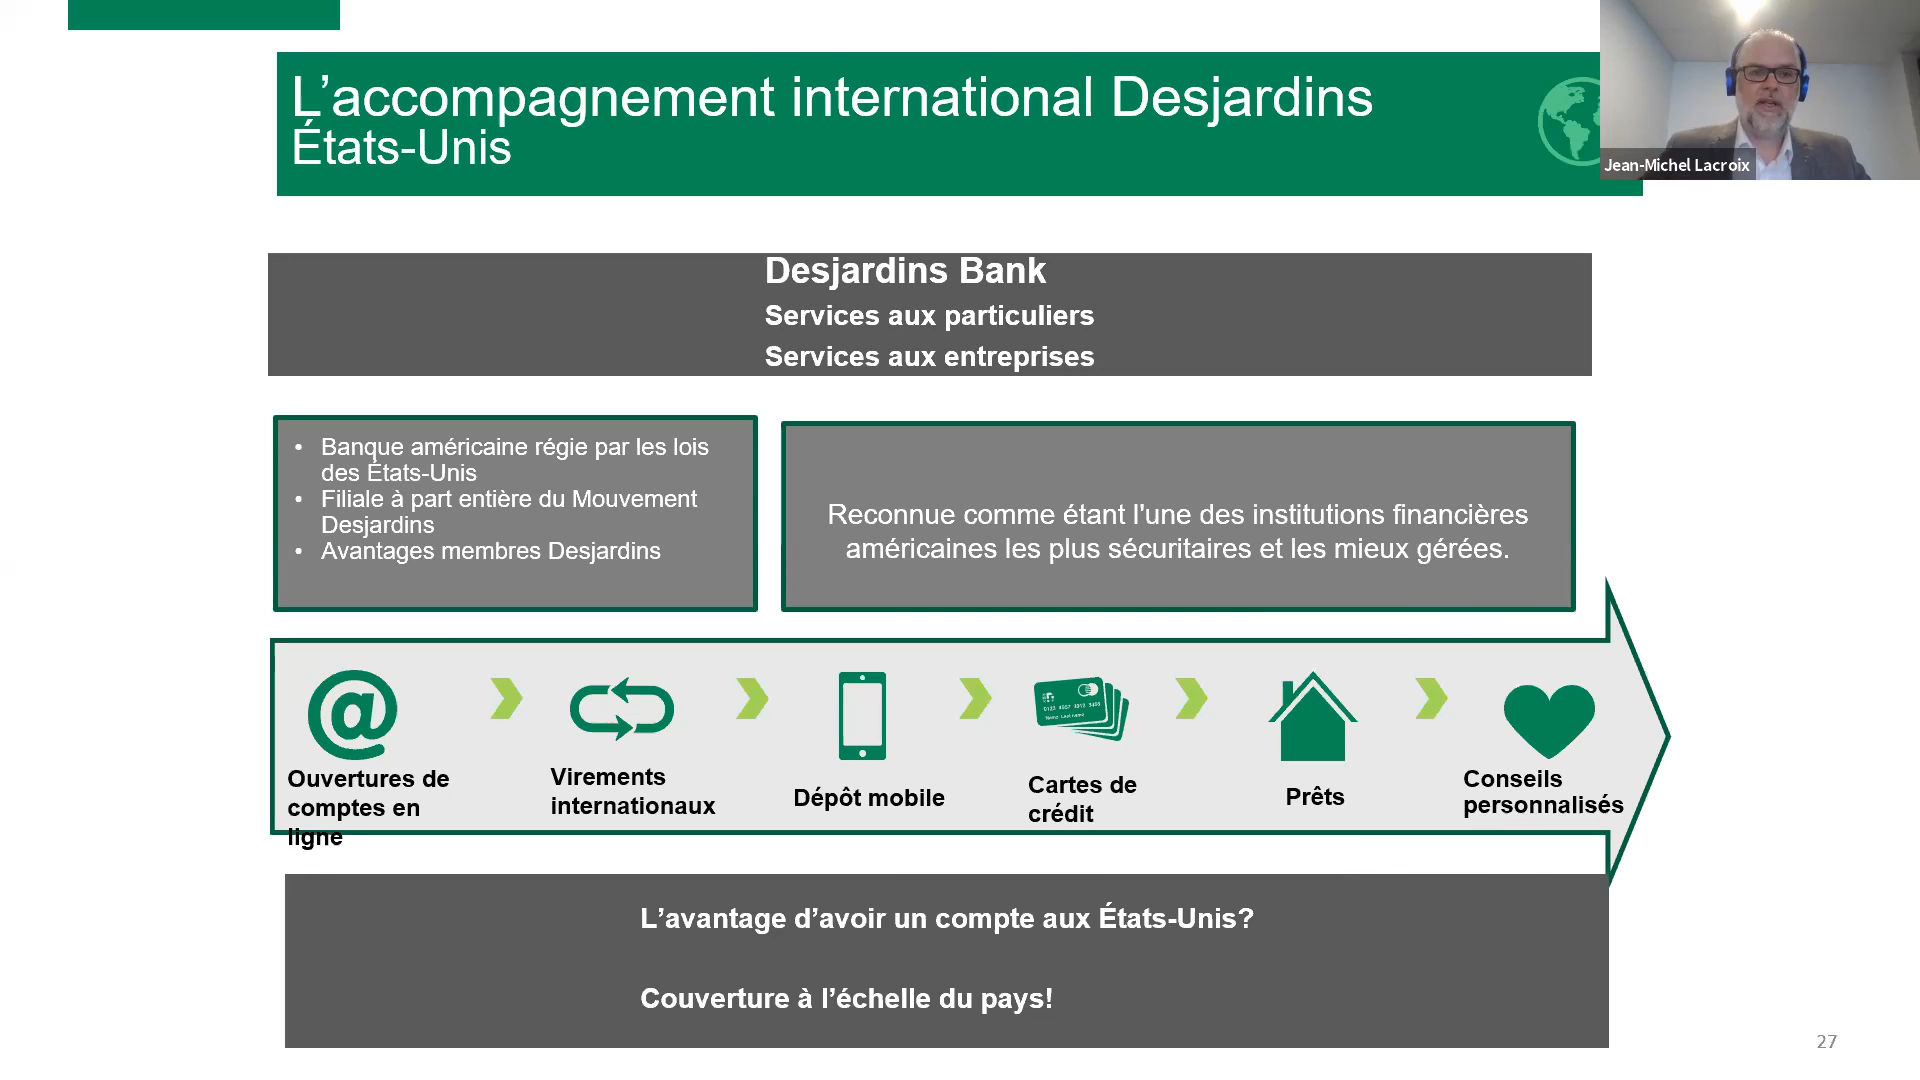 L’accompagnement international Desjardins
États-Unis
Jean-Michel Lacroix
Desjardins Bank
Services aux particuliers
Services aux entreprises
• Banque américaine régie par les lois
des États-Unis
• Filiale à part entière du Mouvement
Desjardins
• Avantages membres Desjardins
Reconnue comme étant l'une des institutions financières
américaines les plus sécuritaires et les mieux gérées.
@
Ouvertures de
comptes en
ligne
Virements
internationaux
Dépôt mobile
Cartes de
crédit
Prêts
Conseils
personnalisés
L’avantage d’avoir un compte aux États-Unis?
Couverture à l’échelle du pays!
27